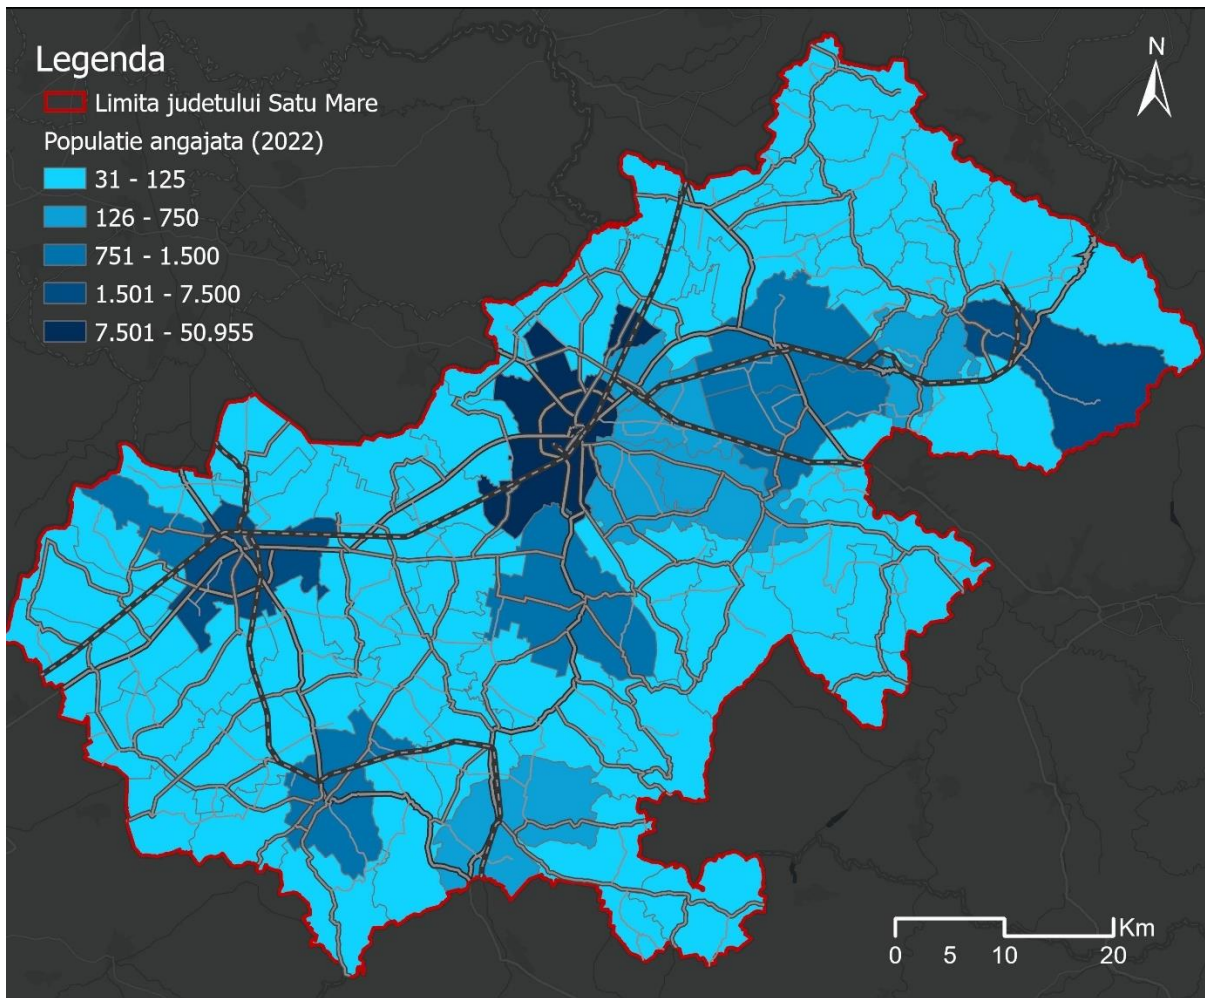 Legenda
Limita judetului Satu Mare
Populatie angajata (2022)
31 - 125
126 - 750
751 - 1.500
1.501 - 7.500
7.501 - 50.955
N
Km
0 5 10 20